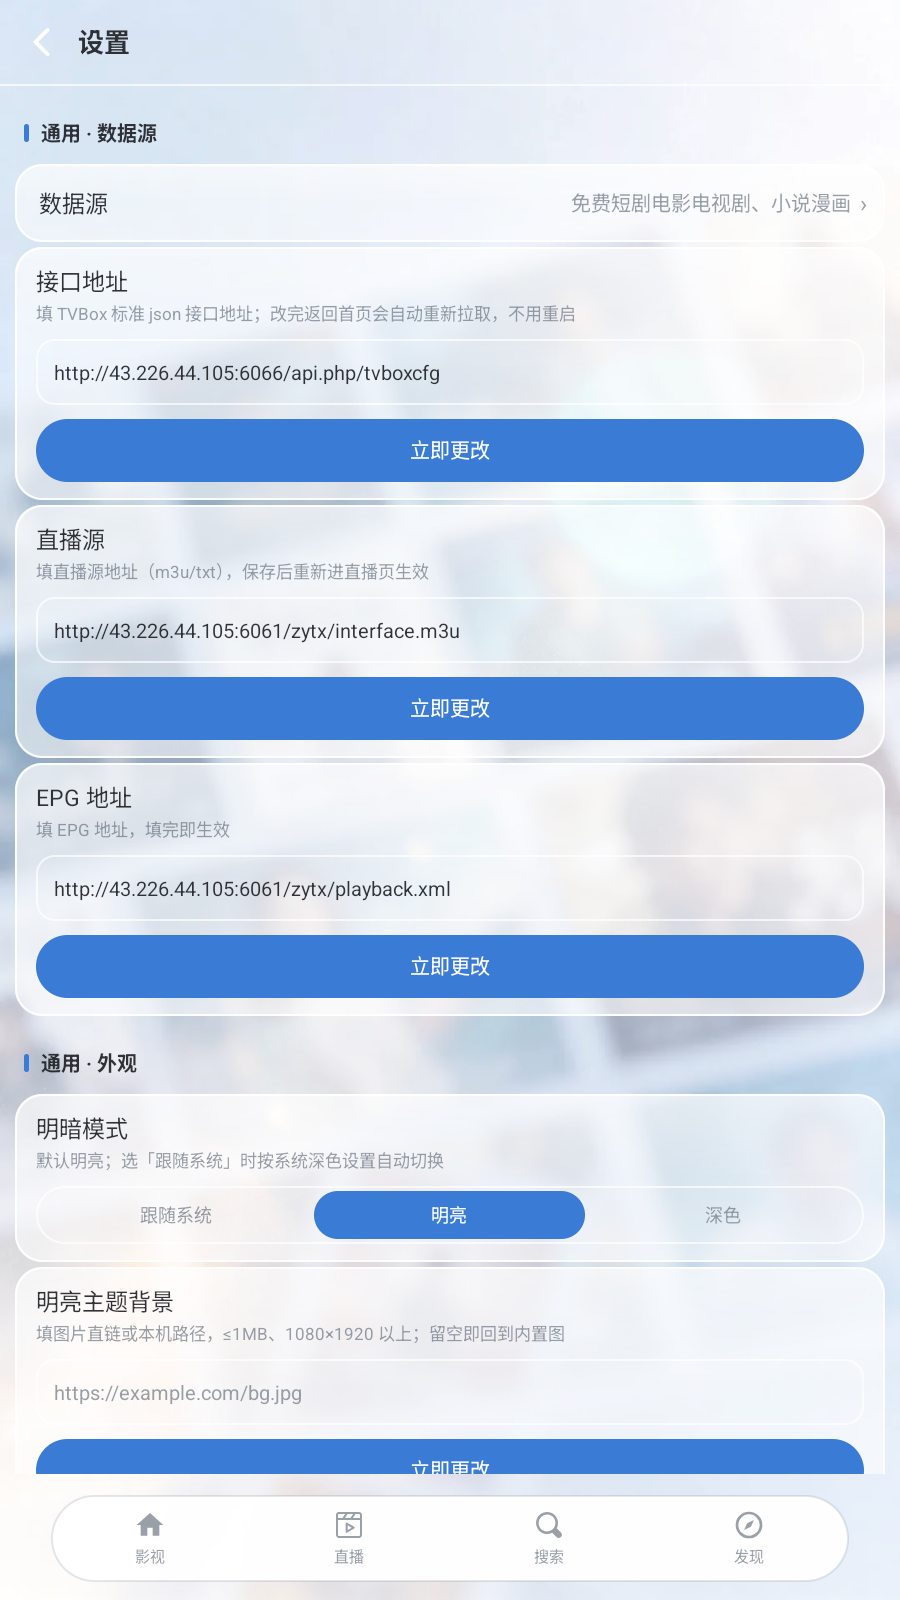 设置
通用 · 数据源
数据源
免费短剧电影电视剧、小说漫画 ›
接口地址
填 TVBox 标准 json 接口地址；改完返回首页会自动重新拉取，不用重启
http://43.226.44.105:6066/api.php/tvboxcfg
立即更改
直播源
填直播源地址（m3u/txt），保存后重新进直播页生效
http://43.226.44.105:6061/zytx/interface.m3u
立即更改
EPG 地址
填 EPG 地址，填完即生效
http://43.226.44.105:6061/zytx/playback.xml
立即更改
通用 · 外观
明暗模式
默认明亮；选「跟随系统」时按系统深色设置自动切换
跟随系统
明亮
深色
明亮主题背景
填图片直链或本机路径，≤1MB、1080×1920 以上；留空即回到内置图
https://example.com/bg.jpg
立即更改
影视
直播
搜索
发现